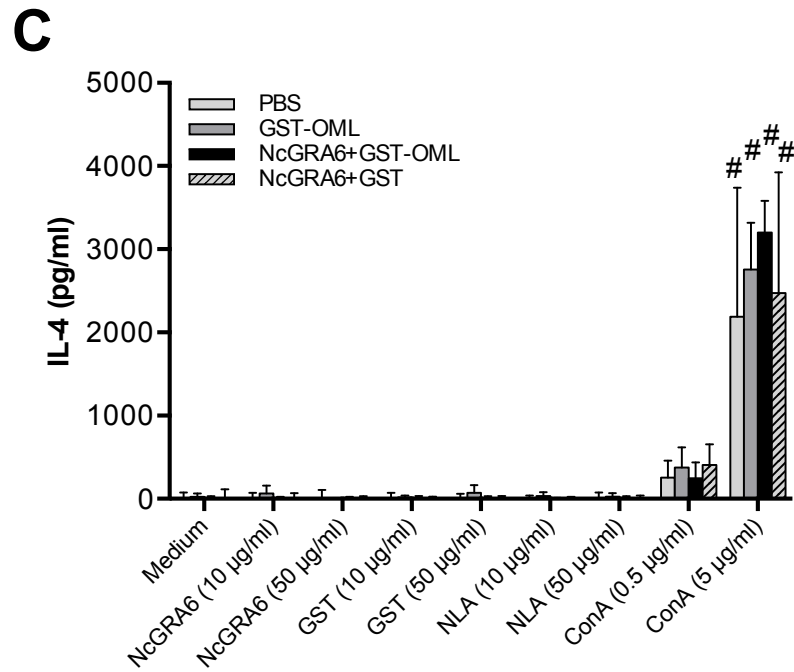 C
5000
4000
3000
2000
1000
0
IL-4 (pg/ml)
PBS
GST-OML
NcGRA6+GST-OML
NcGRA6+GST
# # # #
Medium
NcGRA6 (10 µg/ml)
NcGRA6 (50 µg/ml)
GST (10 µg/ml)
GST (50 µg/ml)
NLA (10 µg/ml)
NLA (50 µg/ml)
ConA (0.5 µg/ml)
ConA (5 µg/ml)